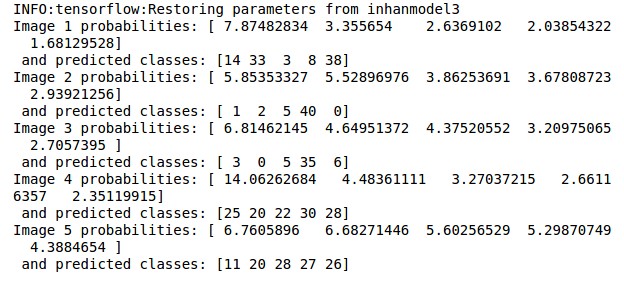 INFO:tensorflow:Restoring parameters from inhanmodel3
Image 1 probabilities: [ 7.87482834 3.355654 2.6369102 2.03854322
1.68129528]
and predicted classes: [14 33 3 8 38]
Image 2 probabilities: [ 5.85353327 5.52896976 3.86253691 3.67808723
2.93921256]
and predicted classes: [ 1 2 5 40 0]
Image 3 probabilities: [ 6.81462145 4.64951372 4.37520552 3.20975065
2.7057395 ]
and predicted classes: [ 3 0 5 35 6]
Image 4 probabilities: [ 14.06262684 4.48361111 3.27037215 2.6611
6357 2.35119915]
and predicted classes: [25 20 22 30 28]
Image 5 probabilities: [ 6.7605896 6.68271446 5.60256529 5.29870749
4.3884654 ]
and predicted classes: [11 20 28 27 26]